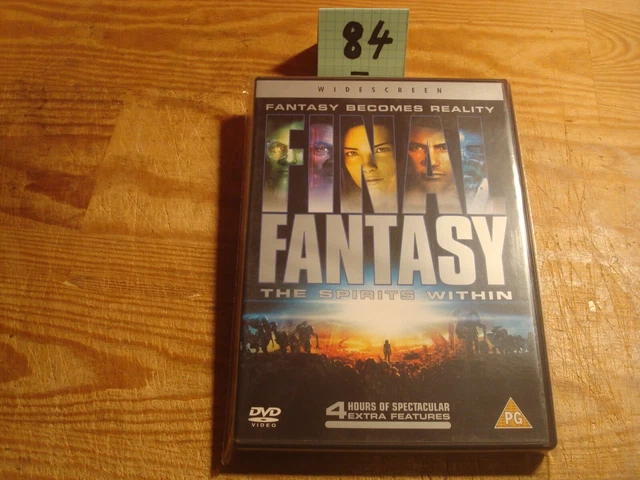 84
WIDESCREEN
FANTASY BECOMES REALITY
FINAL
FANTASY
THE SPIRITS WITHIN
DVD
VIDEO
4 HOURS OF SPECTACULAR
EXTRA FEATURES
PG